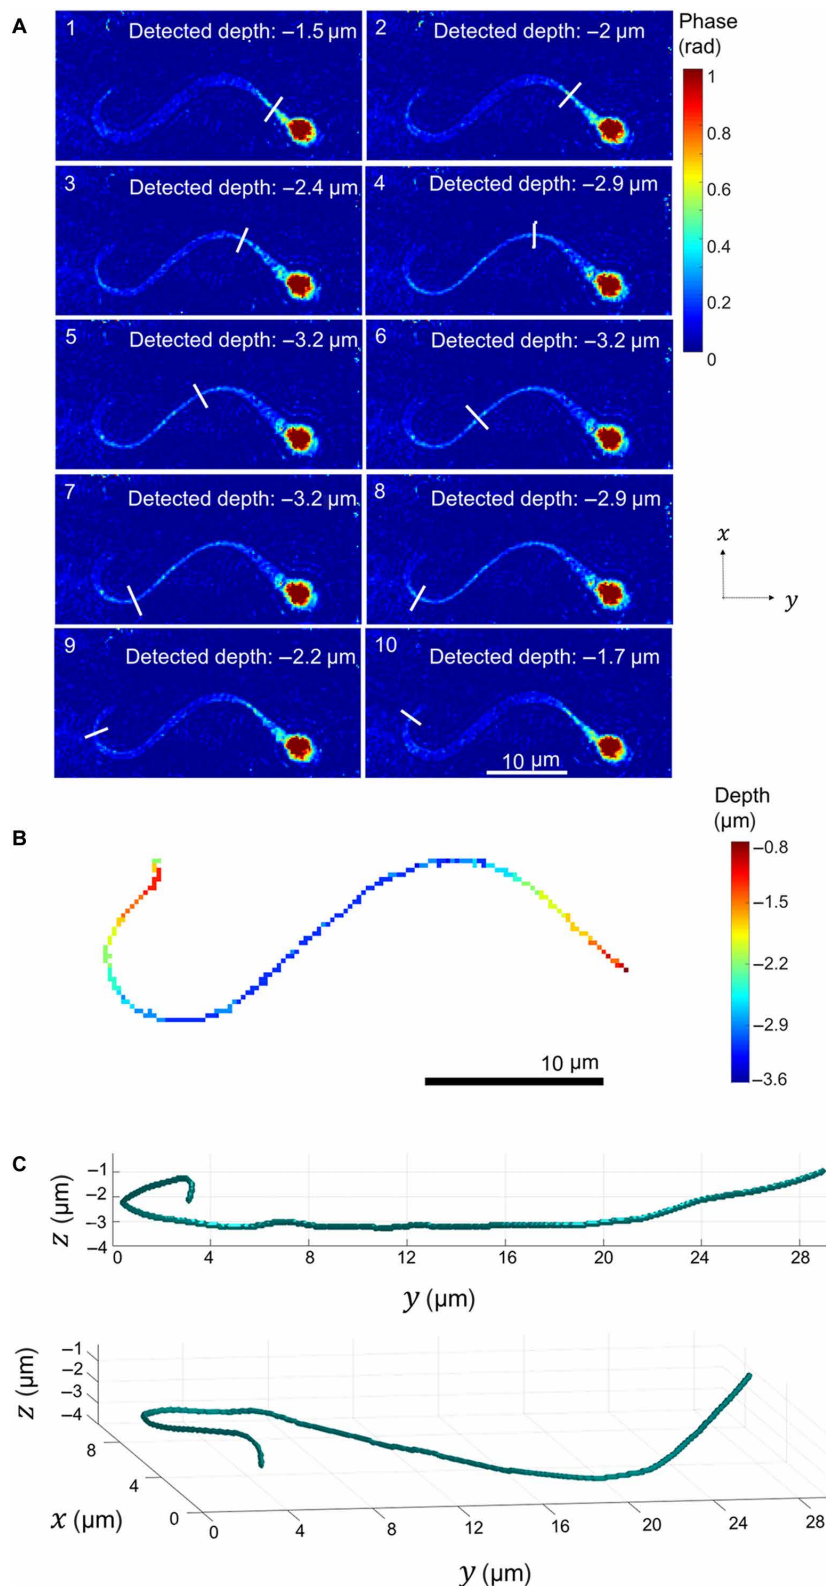 A
1
Detected depth: –1.5 µm
2
Detected depth: –2 µm
Phase
(rad)
1
0.8
0.6
0.4
0.2
0
3
Detected depth: –2.4 µm
4
Detected depth: –2.9 µm
5
Detected depth: –3.2 µm
6
Detected depth: –3.2 µm
7
Detected depth: –3.2 µm
8
Detected depth: –2.9 µm
x
y
9
Detected depth: –2.2 µm
10
Detected depth: –1.7 µm
10 µm
B
Depth
(µm)
–0.8
–1.5
–2.2
–2.9
–3.6
10 µm
C
–1
–2
–3
–4
z (µm)
0 4 8 12 16 20 24 28
y (µm)
–1
–2
–3
–4
z (µm)
8
4
0
x (µm)
0 4 8 12 16 20 24 28
y (µm)